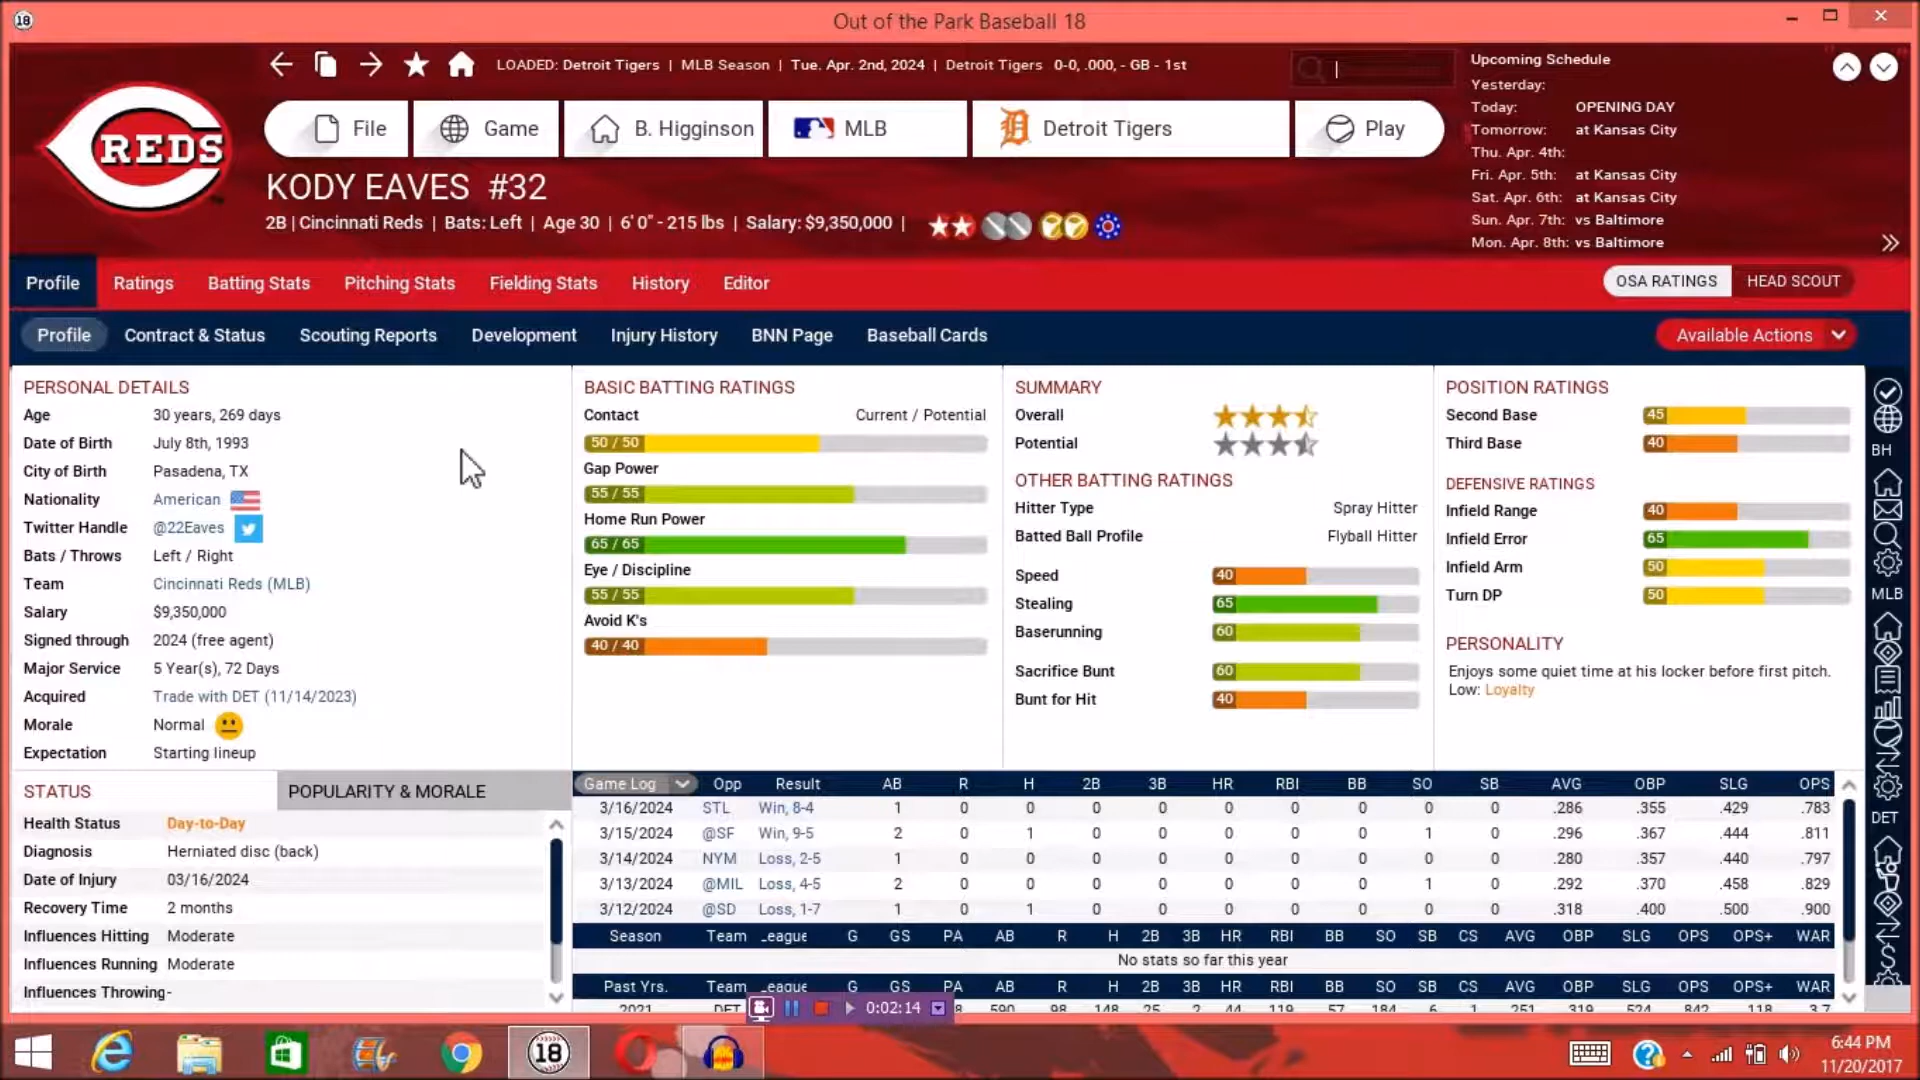 18 Out of the Park Baseball 18
LOADED: Detroit Tigers | MLB Season | Tue. Apr. 2nd, 2024 | Detroit Tigers 0-0, .000, - GB - 1st
Upcoming Schedule
Yesterday:
Today: OPENING DAY
Tomorrow: at Kansas City
Thu. Apr. 4th:
Fri. Apr. 5th: at Kansas City
Sat. Apr. 6th: at Kansas City
Sun. Apr. 7th: vs Baltimore
Mon. Apr. 8th: vs Baltimore
REDS
File Game B. Higginson MLB Detroit Tigers Play
KODY EAVES #32
2B | Cincinnati Reds | Bats: Left | Age 30 | 6' 0" - 215 lbs | Salary: $9,350,000 |
Profile Ratings Batting Stats Pitching Stats Fielding Stats History Editor OSA RATINGS HEAD SCOUT
Profile Contract & Status Scouting Reports Development Injury History BNN Page Baseball Cards Available Actions
PERSONAL DETAILS
Age 30 years, 269 days
Date of Birth July 8th, 1993
City of Birth Pasadena, TX
Nationality American
Twitter Handle @22Eaves
Bats / Throws Left / Right
Team Cincinnati Reds (MLB)
Salary $9,350,000
Signed through 2024 (free agent)
Major Service 5 Year(s), 72 Days
Acquired Trade with DET (11/14/2023)
Morale Normal
Expectation Starting lineup
BASIC BATTING RATINGS
Contact Current / Potential
50 / 50
Gap Power
55 / 55
Home Run Power
65 / 65
Eye / Discipline
55 / 55
Avoid K's
40 / 40
SUMMARY
Overall
Potential
OTHER BATTING RATINGS
Hitter Type Spray Hitter
Batted Ball Profile Flyball Hitter
Speed 40
Stealing 65
Baserunning 60
Sacrifice Bunt 60
Bunt for Hit 40
POSITION RATINGS
Second Base 45
Third Base 40
DEFENSIVE RATINGS
Infield Range 40
Infield Error 65
Infield Arm 50
Turn DP 50
PERSONALITY
Enjoys some quiet time at his locker before first pitch.
Low: Loyalty
BH
MLB
DET
STATUS POPULARITY & MORALE
Health Status Day-to-Day
Diagnosis Herniated disc (back)
Date of Injury 03/16/2024
Recovery Time 2 months
Influences Hitting Moderate
Influences Running Moderate
Influences Throwing -
Game Log Opp Result AB R H 2B 3B HR RBI BB SO SB AVG OBP SLG OPS
3/16/2024 STL Win, 8-4 1 0 0 0 0 0 0 0 0 0 .286 .355 .429 .783
3/15/2024 @SF Win, 9-5 2 0 1 0 0 0 0 0 1 0 .296 .367 .444 .811
3/14/2024 NYM Loss, 2-5 1 0 0 0 0 0 0 0 0 0 .280 .357 .440 .797
3/13/2024 @MIL Loss, 4-5 2 0 0 0 0 0 0 0 1 0 .292 .370 .458 .829
3/12/2024 @SD Loss, 1-7 1 0 1 0 0 0 0 0 0 0 .318 .400 .500 .900
Season Team League G GS PA AB R H 2B 3B HR RBI BB SO SB CS AVG OBP SLG OPS OPS+ WAR
No stats so far this year
Past Yrs. Team League G GS PA AB R H 2B 3B HR RBI BB SO SB CS AVG OBP SLG OPS OPS+ WAR
2021 DET 8 590 98 148 25 2 44 119 57 184 6 1 .251 .319 .524 .842 118 3.7
0:02:14
18
6:44 PM
11/20/2017